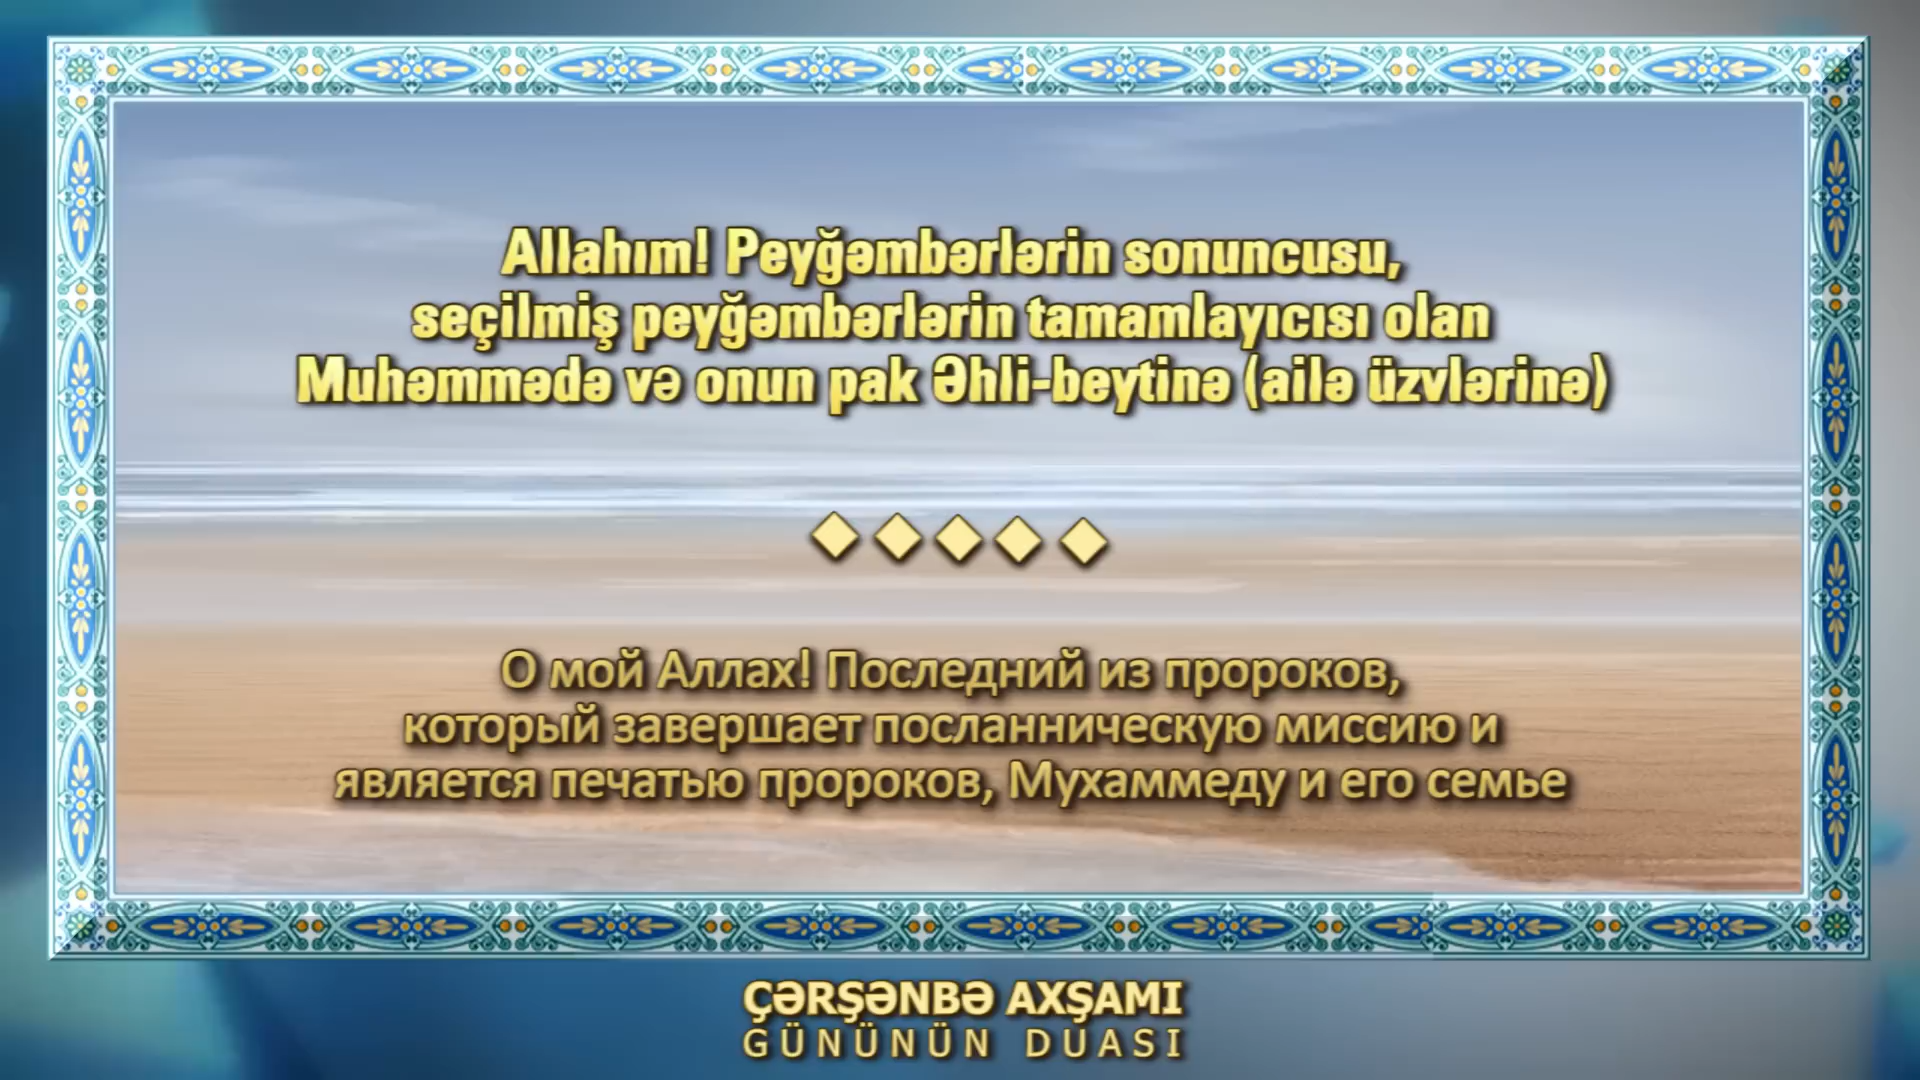 Allahım! Peyğəmbərlərin sonuncusu,
seçilmiş peyğəmbərlərin tamamlayıcısı olan
Muhəmmədə və onun pak Əhli-beytinə (ailə üzvlərinə)
О мой Аллах! Последний из пророков,
который завершает посланническую миссию и
является печатью пророков, Мухаммеду и его семье
ÇƏRŞƏNBƏ AXŞAMI
GÜNÜNÜN DUASI